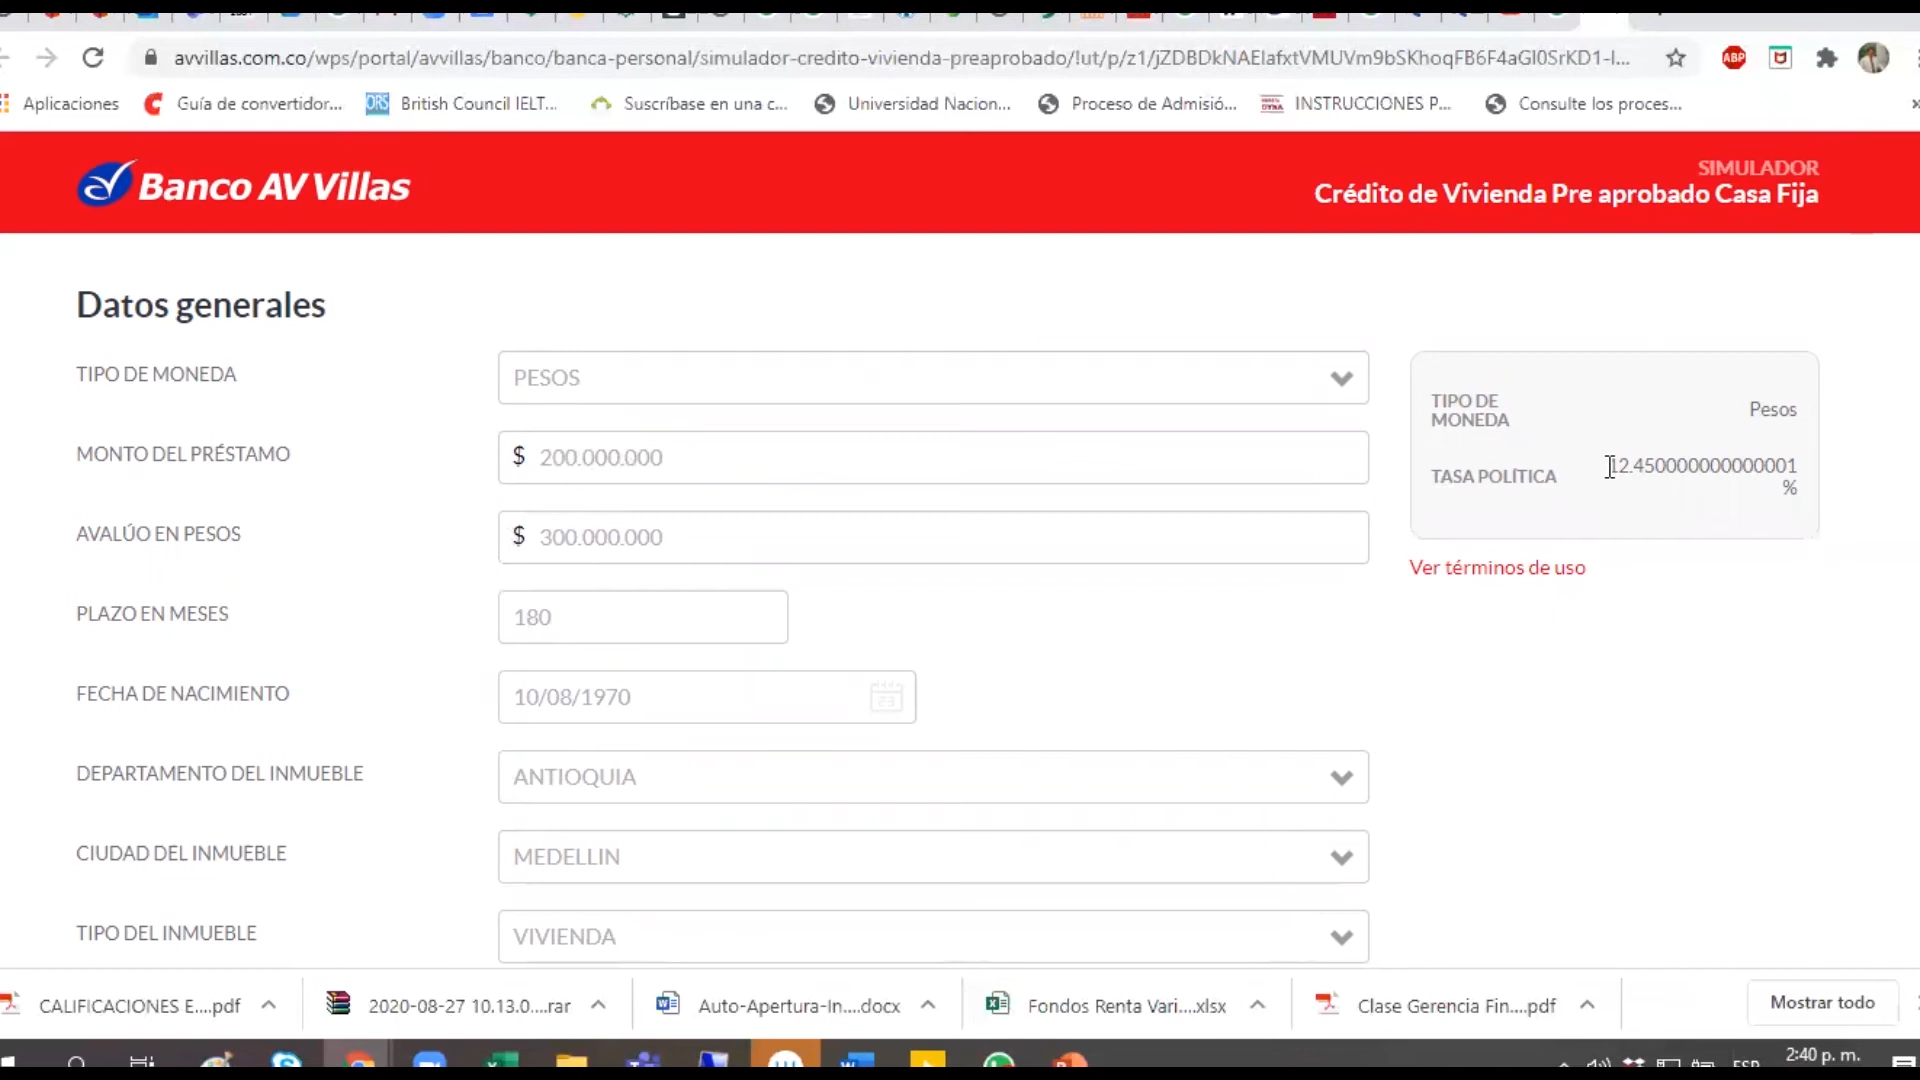 avvillas.com.co/wps/portal/avvillas/banco/banca-personal/simulador-credito-vivienda-preaprobado/!ut/p/z1/jZDBDkNAEIafxtVMUVm9bSKhoqFB6F4aGl0SrKD1-l...
ABP
Aplicaciones
Guía de convertidor...
ORS
British Council IELT...
Suscríbase en una c...
Universidad Nacion...
Proceso de Admisió...
INSTRUCCIONES P...
Consulte los proces...
Banco AV Villas
SIMULADOR
Crédito de Vivienda Pre aprobado Casa Fija
Datos generales
TIPO DE MONEDA
PESOS
TIPO DE
MONEDA
Pesos
MONTO DEL PRÉSTAMO
$ 200.000.000
TASA POLÍTICA
12.450000000000001
%
AVALÚO EN PESOS
$ 300.000.000
Ver términos de uso
PLAZO EN MESES
180
FECHA DE NACIMIENTO
10/08/1970
23
DEPARTAMENTO DEL INMUEBLE
ANTIOQUIA
CIUDAD DEL INMUEBLE
MEDELLIN
TIPO DEL INMUEBLE
VIVIENDA
CALIFICACIONES E....pdf
2020-08-27 10.13.0....rar
Auto-Apertura-In....docx
Fondos Renta Vari....xlsx
Clase Gerencia Fin....pdf
Mostrar todo
ESP
2:40 p. m.